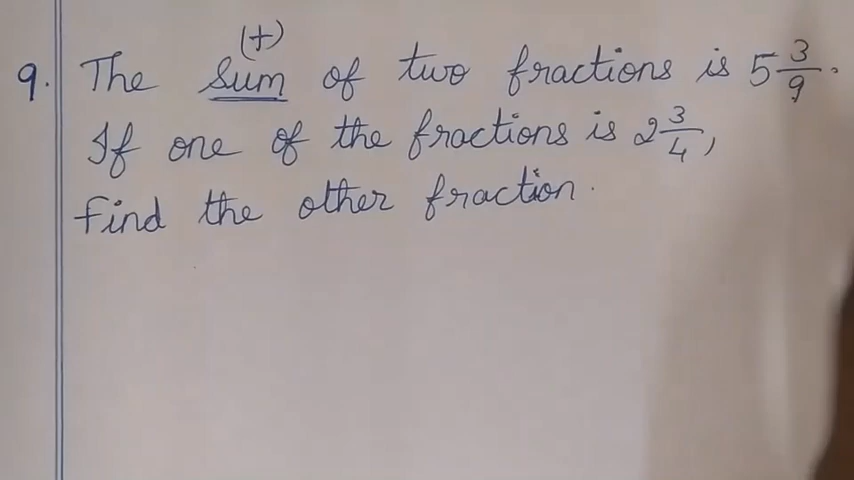 (+)
9. The Sum of two fractions is 5 3/9.
If one of the fractions is 2 3/4,
find the other fraction.